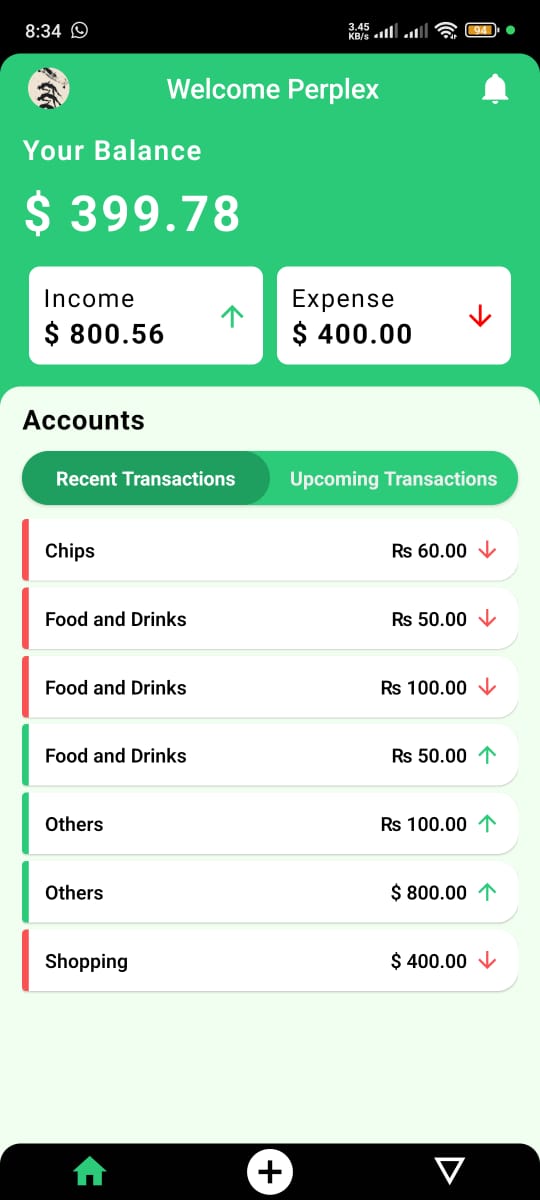 8:34
3.45
KB/s
94
Welcome Perplex
Your Balance
$ 399.78
Income
$ 800.56
Expense
$ 400.00
Accounts
Recent Transactions
Upcoming Transactions
Chips
₨ 60.00
Food and Drinks
₨ 50.00
Food and Drinks
₨ 100.00
Food and Drinks
₨ 50.00
Others
₨ 100.00
Others
$ 800.00
Shopping
$ 400.00